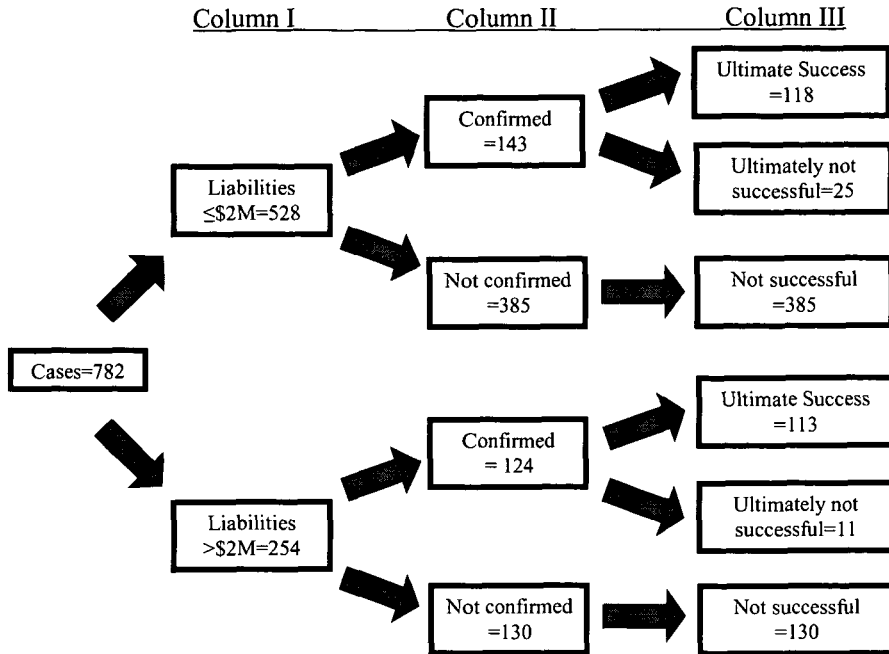 Column I
Column II
Column III
Ultimate Success
=118
Confirmed
=143
Ultimately not
successful=25
Liabilities
≤$2M=528
Not confirmed
=385
Not successful
=385
Cases=782
Ultimate Success
=113
Confirmed
= 124
Ultimately not
successful=11
Liabilities
>$2M=254
Not confirmed
=130
Not successful
=130